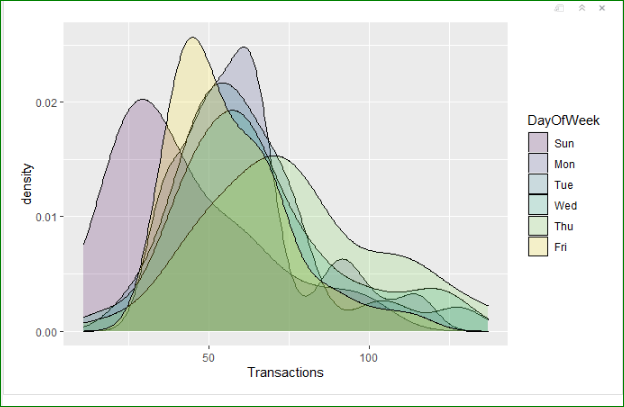 0.02
0.01
0.00
density
50
100
Transactions
DayOfWeek
Sun
Mon
Tue
Wed
Thu
Fri